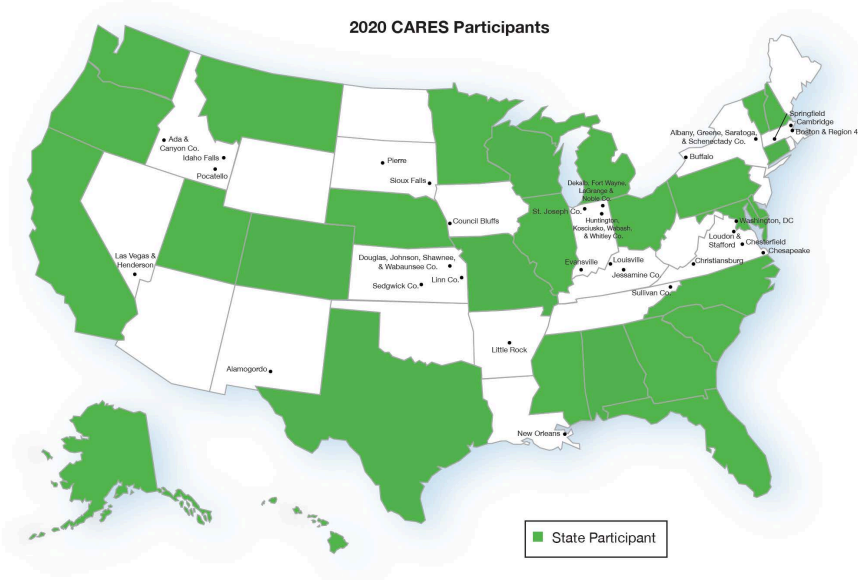 2020 CARES Participants
Springfield
Cambridge
Boston & Region 4
Albany, Greene, Saratoga,
& Schenectady Co.
Buffalo
Ada &
Canyon Co.
Idaho Falls
Pocatello
Pierre
Sioux Falls
Dekalb, Fort Wayne,
LaGrange &
Noble Co.
St. Joseph Co.
Huntington,
Kosciusko, Wabash,
& Whitley Co.
Council Bluffs
Washington, DC
Loudon &
Stafford
Chesterfield
Chesapeake
Las Vegas &
Henderson
Douglas, Johnson, Shawnee,
& Wabaunsee Co.
Linn Co.
Sedgwick Co.
Evansville
Louisville
Jessamine Co.
Christiansburg
Sullivan Co.
Little Rock
Alamogordo
New Orleans
State Participant